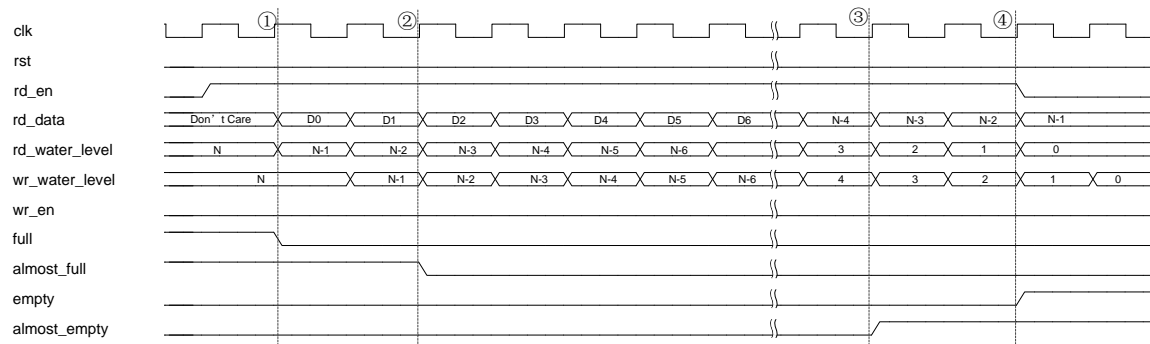 ① ② ③ ④
clk
rst
rd_en
rd_data Don’t Care D0 D1 D2 D3 D4 D5 D6 N-4 N-3 N-2 N-1
rd_water_level N N-1 N-2 N-3 N-4 N-5 N-6 3 2 1 0
wr_water_level N N-1 N-2 N-3 N-4 N-5 N-6 4 3 2 1 0
wr_en
full
almost_full
empty
almost_empty